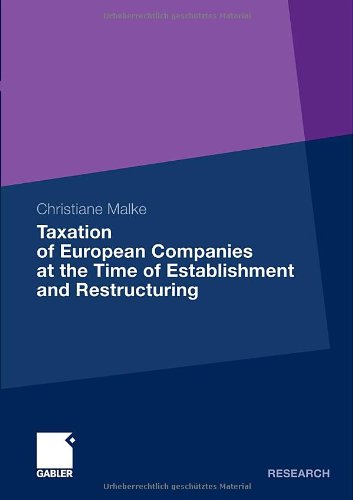 Urheberrechtlich geschütztes Material
Christiane Malke
Taxation
of European Companies
at the Time of Establishment
and Restructuring
GABLER
RESEARCH
Urheberrechtlich geschütztes Material